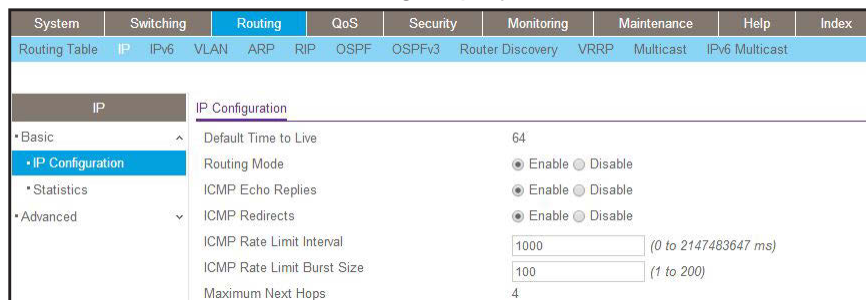 System Switching Routing QoS Security Monitoring Maintenance Help Index
Routing Table IP IPv6 VLAN ARP RIP OSPF OSPFv3 Router Discovery VRRP Multicast IPv6 Multicast
IP
Basic
IP Configuration
Statistics
Advanced
IP Configuration
Default Time to Live 64
Routing Mode Enable Disable
ICMP Echo Replies Enable Disable
ICMP Redirects Enable Disable
ICMP Rate Limit Interval 1000 (0 to 2147483647 ms)
ICMP Rate Limit Burst Size 100 (1 to 200)
Maximum Next Hops 4